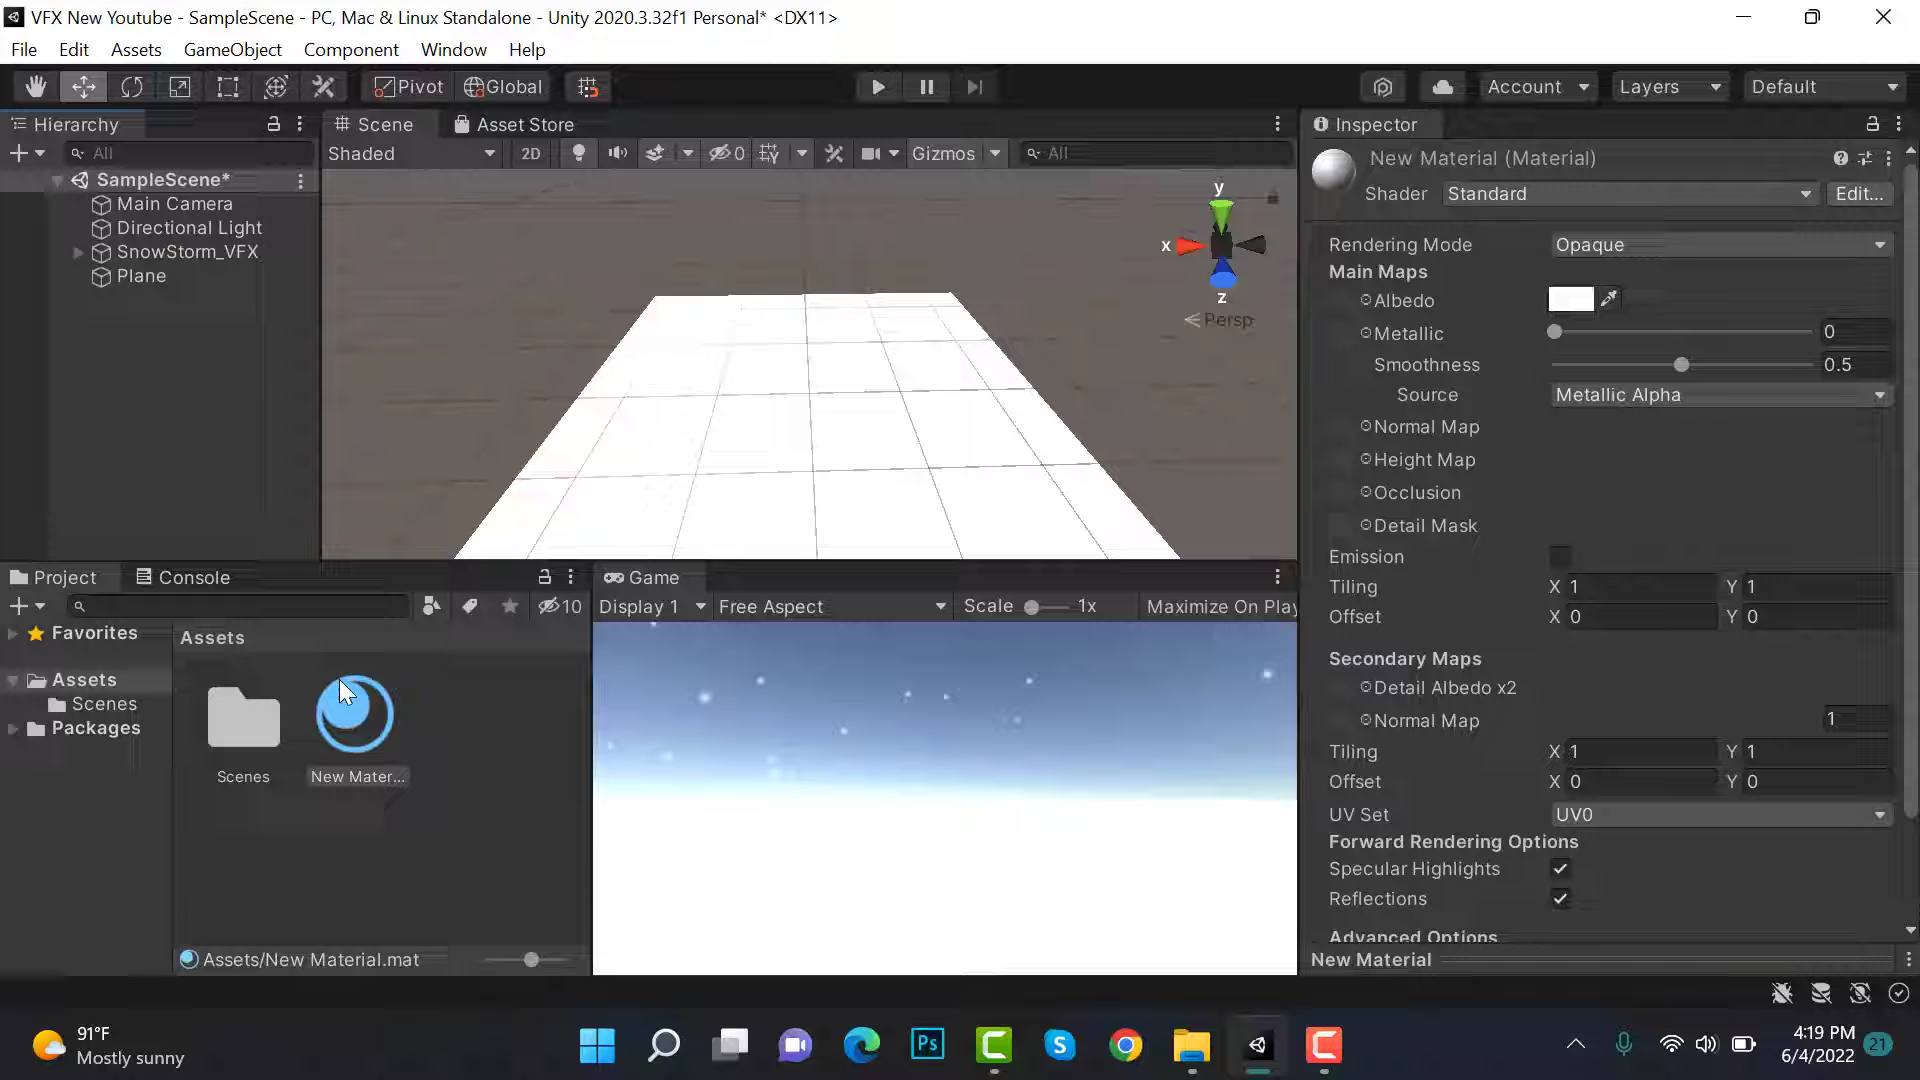 VFX New Youtube - SampleScene - PC, Mac & Linux Standalone - Unity 2020.3.32f1 Personal* <DX11>
File Edit Assets GameObject Component Window Help
Pivot Global Account Layers Default
Hierarchy
All
SampleScene*
Main Camera
Directional Light
SnowStorm_VFX
Plane
Scene Asset Store
Shaded 2D 0 Gizmos All
y
x
z
Persp
Inspector
New Material (Material)
Shader Standard Edit...
Rendering Mode Opaque
Main Maps
Albedo
Metallic 0
Smoothness 0.5
Source Metallic Alpha
Normal Map
Height Map
Occlusion
Detail Mask
Emission
Tiling X 1 Y 1
Offset X 0 Y 0
Secondary Maps
Detail Albedo x2
Normal Map 1
Tiling X 1 Y 1
Offset X 0 Y 0
UV Set UV0
Forward Rendering Options
Specular Highlights
Reflections
Advanced Options
New Material
Project Console
10
Favorites
Assets
Scenes
Packages
Assets
Scenes
New Mater...
Assets/New Material.mat
Game
Display 1 Free Aspect Scale 1x Maximize On Play
91°F
Mostly sunny
Ps
4:19 PM
6/4/2022
21